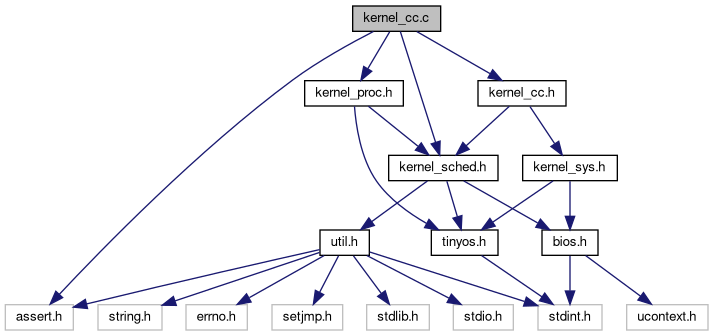 kernel_cc.c
kernel_proc.h
kernel_cc.h
kernel_sched.h
kernel_sys.h
util.h
tinyos.h
bios.h
assert.h
string.h
errno.h
setjmp.h
stdlib.h
stdio.h
stdint.h
ucontext.h